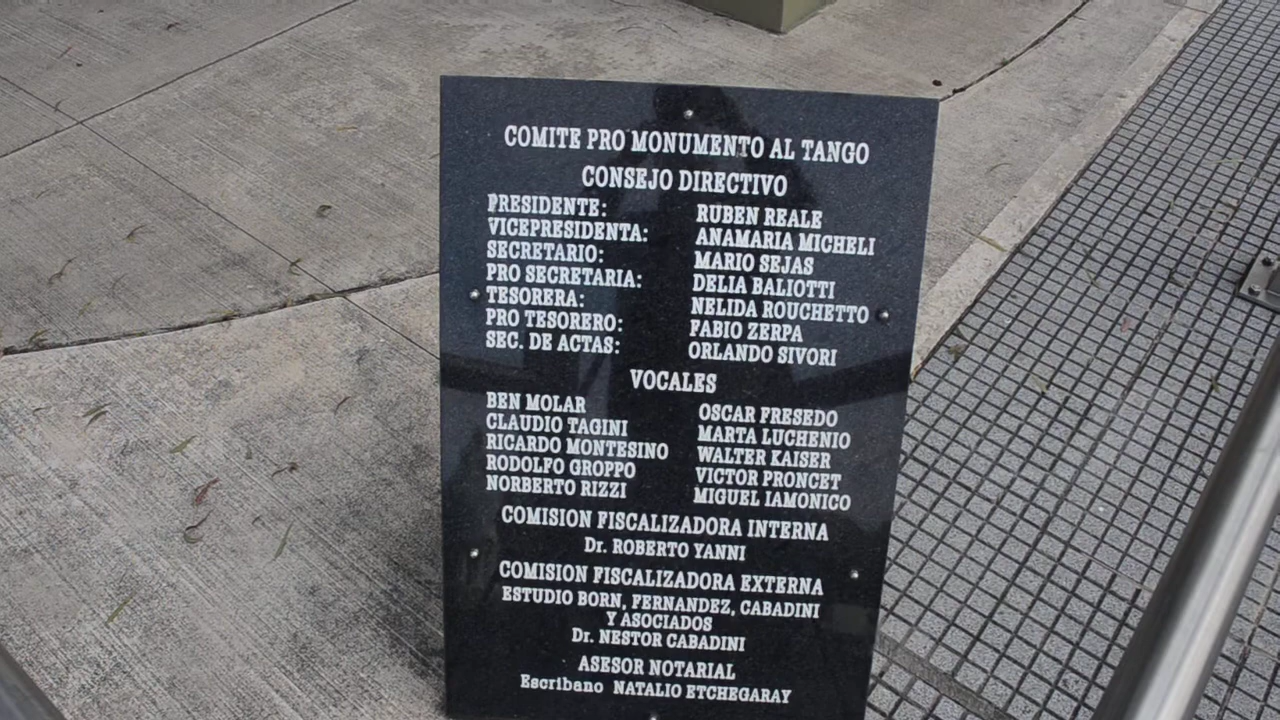 COMITE PRO MONUMENTO AL TANGO
CONSEJO DIRECTIVO
PRESIDENTE: RUBEN REALE
VICEPRESIDENTA: ANAMARIA MICHELI
SECRETARIO: MARIO SEJAS
PRO SECRETARIA: DELIA BALIOTTI
TESORERA: NELIDA ROUCHETTO
PRO TESORERO: FABIO ZERPA
SEC. DE ACTAS: ORLANDO SIVORI
VOCALES
BEN MOLAR OSCAR FRESEDO
CLAUDIO TAGINI MARTA LUCHENIO
RICARDO MONTESINO WALTER KAISER
RODOLFO GROPPO VICTOR PRONCET
NORBERTO RIZZI MIGUEL IAMONICO
COMISION FISCALIZADORA INTERNA
Dr. ROBERTO YANNI
COMISION FISCALIZADORA EXTERNA
ESTUDIO BORN, FERNANDEZ, CABADINI
Y ASOCIADOS
Dr. NESTOR CABADINI
ASESOR NOTARIAL
Escribano NATALIO ETCHEGARAY